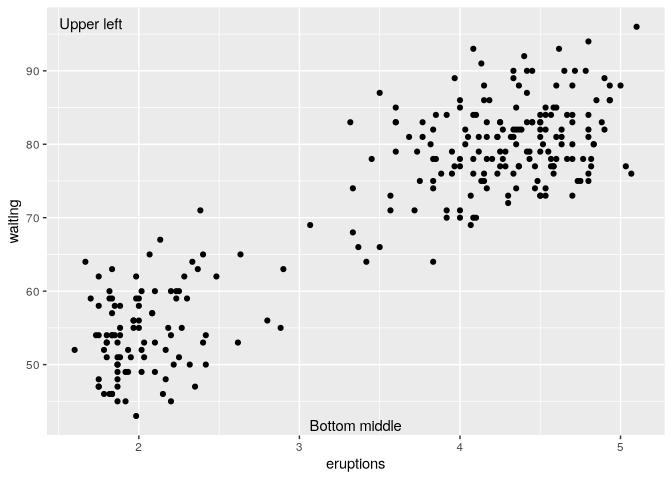 Upper left
90
80
70
60
50
waiting
Bottom middle
2 3 4 5
eruptions